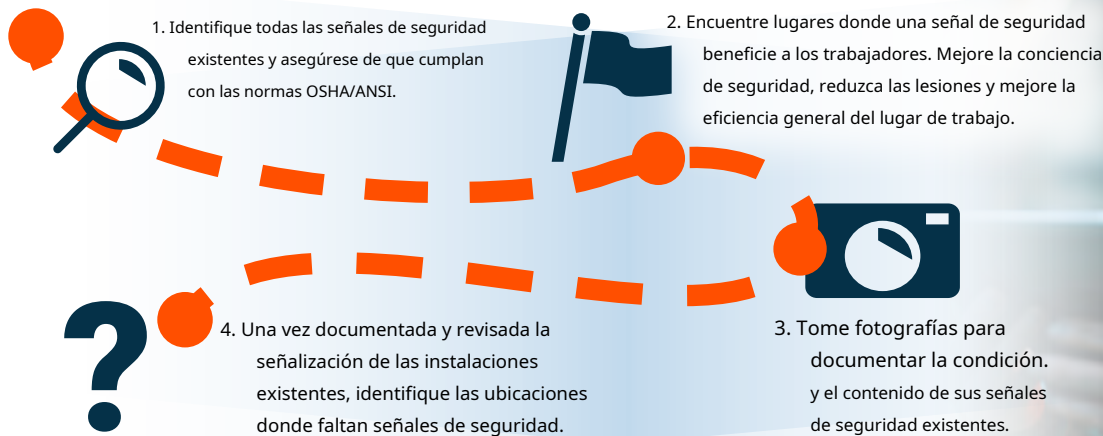 1. Identifique todas las señales de seguridad
existentes y asegúrese de que cumplan
con las normas OSHA/ANSI.
2. Encuentre lugares donde una señal de seguridad
beneficie a los trabajadores. Mejore la conciencia
de seguridad, reduzca las lesiones y mejore la
eficiencia general del lugar de trabajo.
3. Tome fotografías para
documentar la condición.
y el contenido de sus señales
de seguridad existentes.
4. Una vez documentada y revisada la
señalización de las instalaciones
existentes, identifique las ubicaciones
donde faltan señales de seguridad.